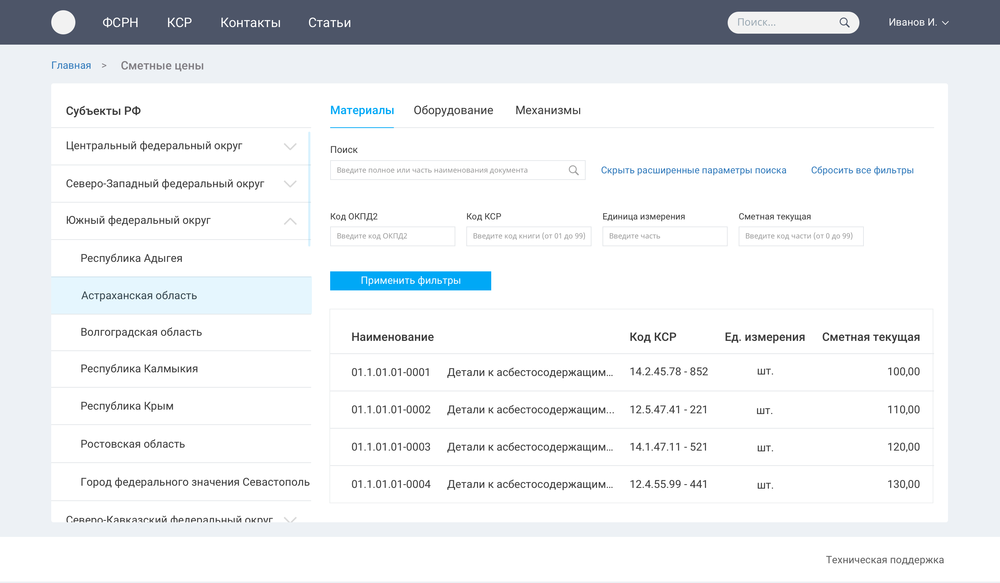 ФСРН КСР Контакты Статьи Поиск... Иванов И.
Главная > Сметные цены
Субъекты РФ
Центральный федеральный округ
Северо-Западный федеральный округ
Южный федеральный округ
Республика Адыгея
Астраханская область
Волгоградская область
Республика Калмыкия
Республика Крым
Ростовская область
Город федерального значения Севастополь
Северо-Кавказский федеральный округ
Материалы Оборудование Механизмы
Поиск
Введите полное или часть наименования документа Скрыть расширенные параметры поиска Сбросить все фильтры
Код ОКПД2 Код КСР Единица измерения Сметная текущая
Введите код ОКПД2 Введите код книги (от 01 до 99) Введите часть Введите код части (от 0 до 99)
Применить фильтры
Наименование Код КСР Ед. измерения Сметная текущая
01.1.01.01-0001 Детали к асбестосодержащим... 14.2.45.78 - 852 шт. 100,00
01.1.01.01-0002 Детали к асбестосодержащим... 12.5.47.41 - 221 шт. 110,00
01.1.01.01-0003 Детали к асбестосодержащим... 14.1.47.11 - 521 шт. 120,00
01.1.01.01-0004 Детали к асбестосодержащим... 12.4.55.99 - 441 шт. 130,00
Техническая поддержка